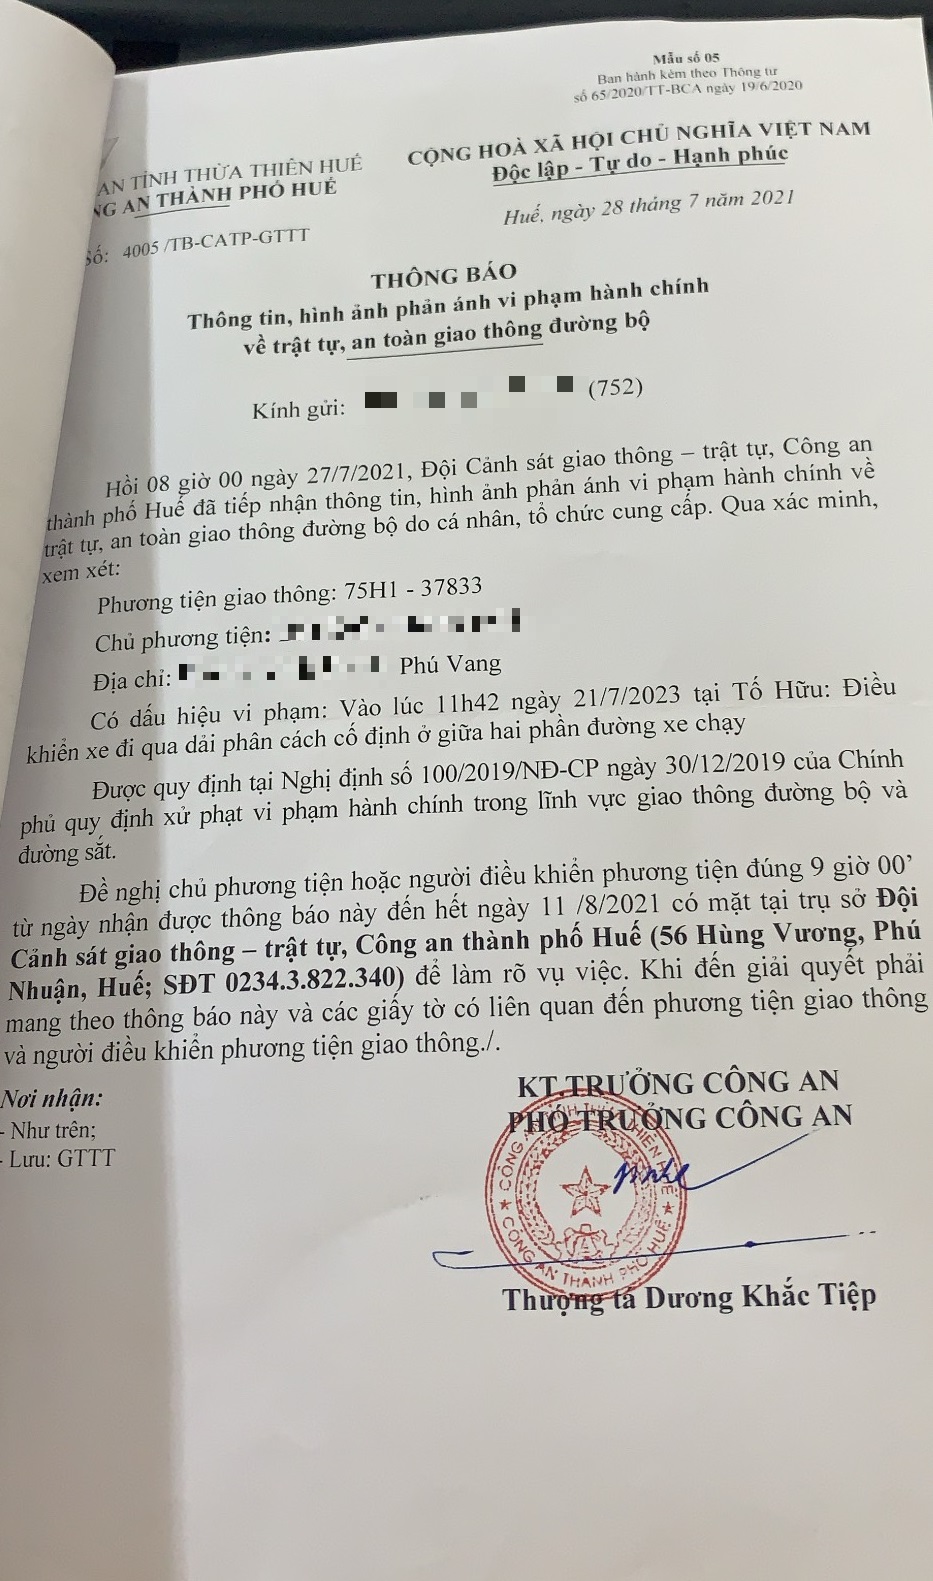 Mẫu số 05
Ban hành kèm theo Thông tư
số 65/2020/TT-BCA ngày 19/6/2020
AN TỈNH THỪA THIÊN HUẾ
NG AN THÀNH PHỐ HUẾ
Số: 4005 /TB-CATP-GTTT
CỘNG HOÀ XÃ HỘI CHỦ NGHĨA VIỆT NAM
Độc lập - Tự do - Hạnh phúc
Huế, ngày 28 tháng 7 năm 2021
THÔNG BÁO
Thông tin, hình ảnh phản ánh vi phạm hành chính
về trật tự, an toàn giao thông đường bộ
Kính gửi: (752)
Hồi 08 giờ 00 ngày 27/7/2021, Đội Cảnh sát giao thông – trật tự, Công an
thành phố Huế đã tiếp nhận thông tin, hình ảnh phản ánh vi phạm hành chính về
trật tự, an toàn giao thông đường bộ do cá nhân, tổ chức cung cấp. Qua xác minh,
xem xét:
Phương tiện giao thông: 75H1 - 37833
Chủ phương tiện:
Địa chỉ: Phú Vang
Có dấu hiệu vi phạm: Vào lúc 11h42 ngày 21/7/2023 tại Tố Hữu: Điều
khiển xe đi qua dải phân cách cố định ở giữa hai phần đường xe chạy
Được quy định tại Nghị định số 100/2019/NĐ-CP ngày 30/12/2019 của Chính
phủ quy định xử phạt vi phạm hành chính trong lĩnh vực giao thông đường bộ và
đường sắt.
Đề nghị chủ phương tiện hoặc người điều khiển phương tiện đúng 9 giờ 00’
từ ngày nhận được thông báo này đến hết ngày 11 /8/2021 có mặt tại trụ sở Đội
Cảnh sát giao thông – trật tự, Công an thành phố Huế (56 Hùng Vương, Phú
Nhuận, Huế; SĐT 0234.3.822.340) để làm rõ vụ việc. Khi đến giải quyết phải
mang theo thông báo này và các giấy tờ có liên quan đến phương tiện giao thông
và người điều khiển phương tiện giao thông./.
Nơi nhận:
- Như trên;
- Lưu: GTTT
KT.TRƯỞNG CÔNG AN
PHÓ TRƯỞNG CÔNG AN
CÔNG AN TỈNH THỪA THIÊN HUẾ
CÔNG AN THÀNH PHỐ HUẾ
Thượng tá Dương Khắc Tiệp